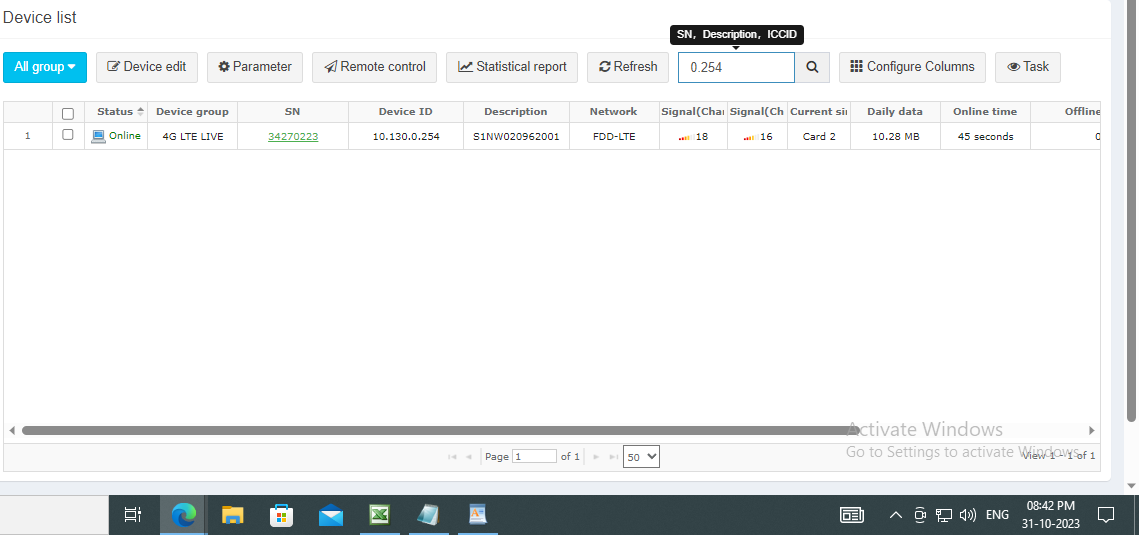 Device list
SN，Description，ICCID
All group
Device edit
Parameter
Remote control
Statistical report
Refresh
0.254
Configure Columns
Task
Status Device group SN Device ID Description Network Signal(Cha Signal(Ch Current si Daily data Online time Offline
1 Online 4G LTE LIVE 34270223 10.130.0.254 S1NW020962001 FDD-LTE 18 16 Card 2 10.28 MB 45 seconds 0
Activate Windows
Go to Settings to activate Windows.
Page 1 of 1 50 View 1 - 1 of 1
ENG 08:42 PM
31-10-2023